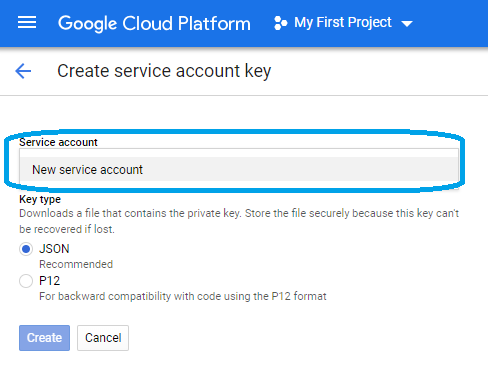 Google Cloud Platform My First Project
Create service account key
Service account
New service account
Key type
Downloads a file that contains the private key. Store the file securely because this key can't
be recovered if lost.
JSON
Recommended
P12
For backward compatibility with code using the P12 format
Create Cancel